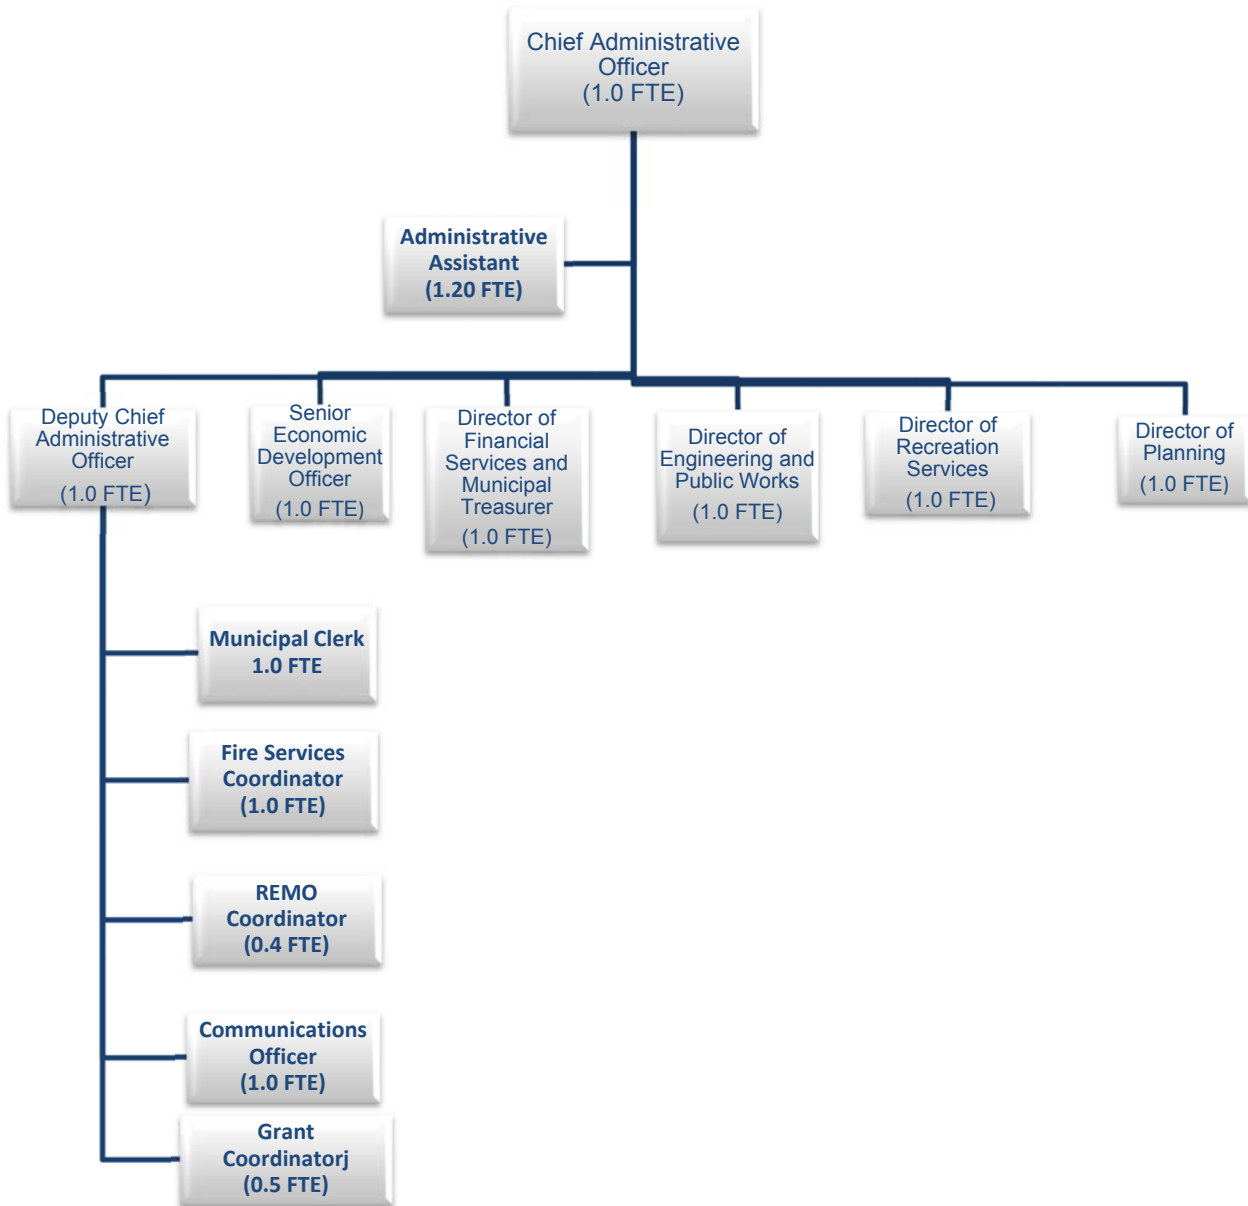 Chief Administrative
Officer
(1.0 FTE)
Administrative
Assistant
(1.20 FTE)
Deputy Chief
Administrative
Officer
(1.0 FTE)
Senior
Economic
Development
Officer
(1.0 FTE)
Director of
Financial
Services and
Municipal
Treasurer
(1.0 FTE)
Director of
Engineering and
Public Works
(1.0 FTE)
Director of
Recreation
Services
(1.0 FTE)
Director of
Planning
(1.0 FTE)
Municipal Clerk
1.0 FTE
Fire Services
Coordinator
(1.0 FTE)
REMO
Coordinator
(0.4 FTE)
Communications
Officer
(1.0 FTE)
Grant
Coordinatorj
(0.5 FTE)